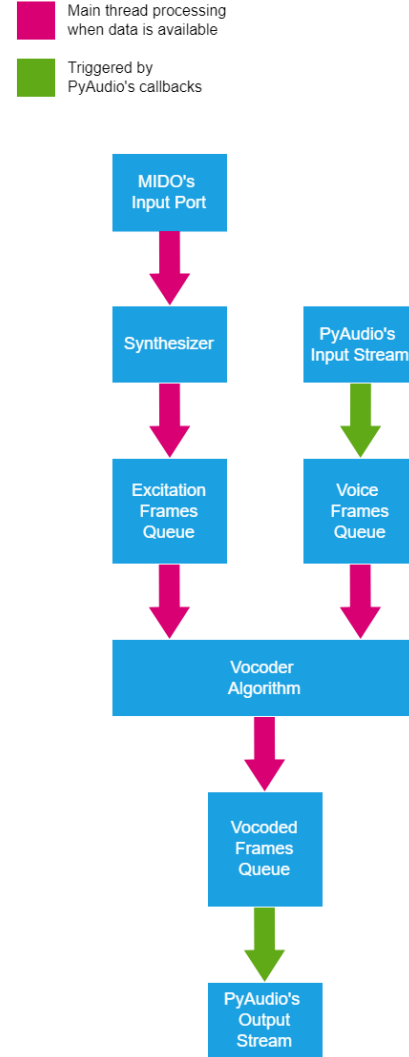 Main thread processing
when data is available
Triggered by
PyAudio's callbacks
MIDO's
Input Port
Synthesizer
PyAudio's
Input Stream
Excitation
Frames
Queue
Voice
Frames
Queue
Vocoder
Algorithm
Vocoded
Frames
Queue
PyAudio's
Output
Stream